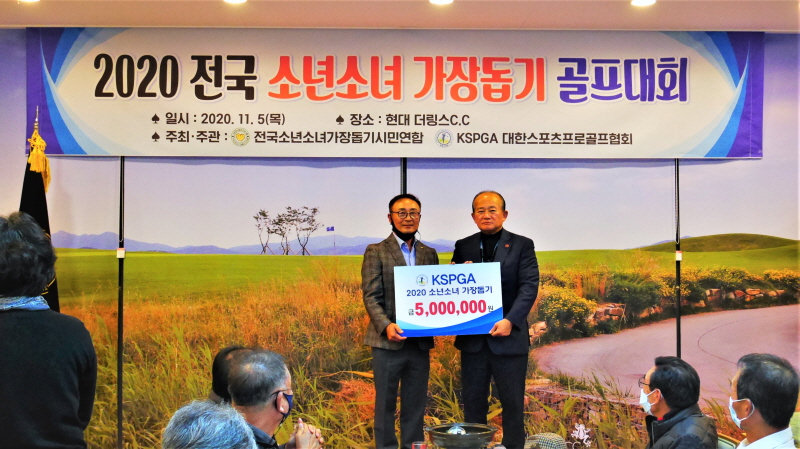 2020 전국 소년소녀 가장돕기 골프대회
♠ 일시 : 2020. 11. 5(목) ♠ 장소 : 현대 더링스C.C
♠ 주최·주관 : 전국소년소녀가장돕기시민연합 KSPGA 대한스포츠프로골프협회
KSPGA
2020 소년소녀 가장돕기
금 5,000,000원